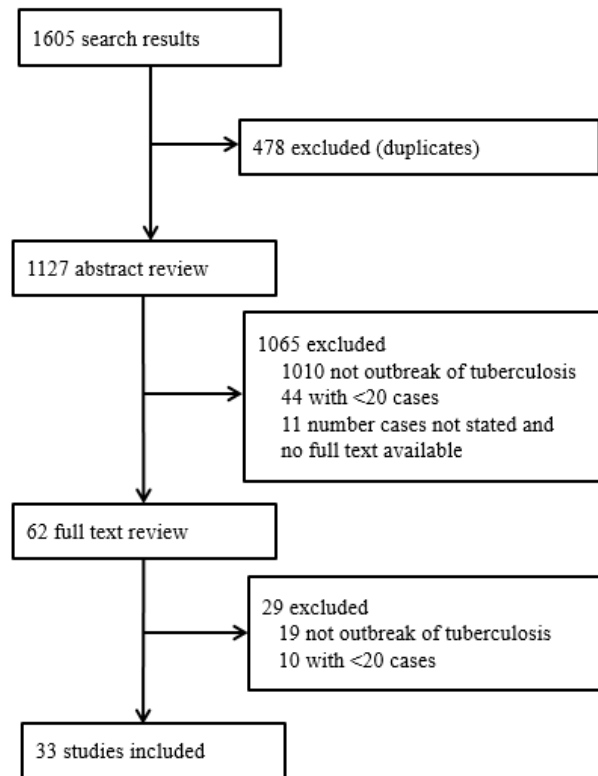 1605 search results
478 excluded (duplicates)
1127 abstract review
1065 excluded
1010 not outbreak of tuberculosis
44 with <20 cases
11 number cases not stated and
no full text available
62 full text review
29 excluded
19 not outbreak of tuberculosis
10 with <20 cases
33 studies included